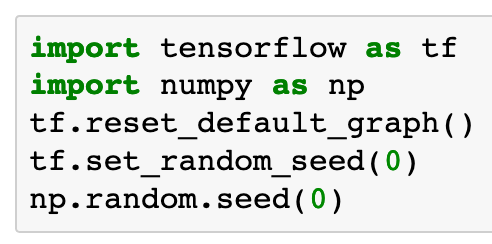 import tensorflow as tf
import numpy as np
tf.reset_default_graph()
tf.set_random_seed(0)
np.random.seed(0)